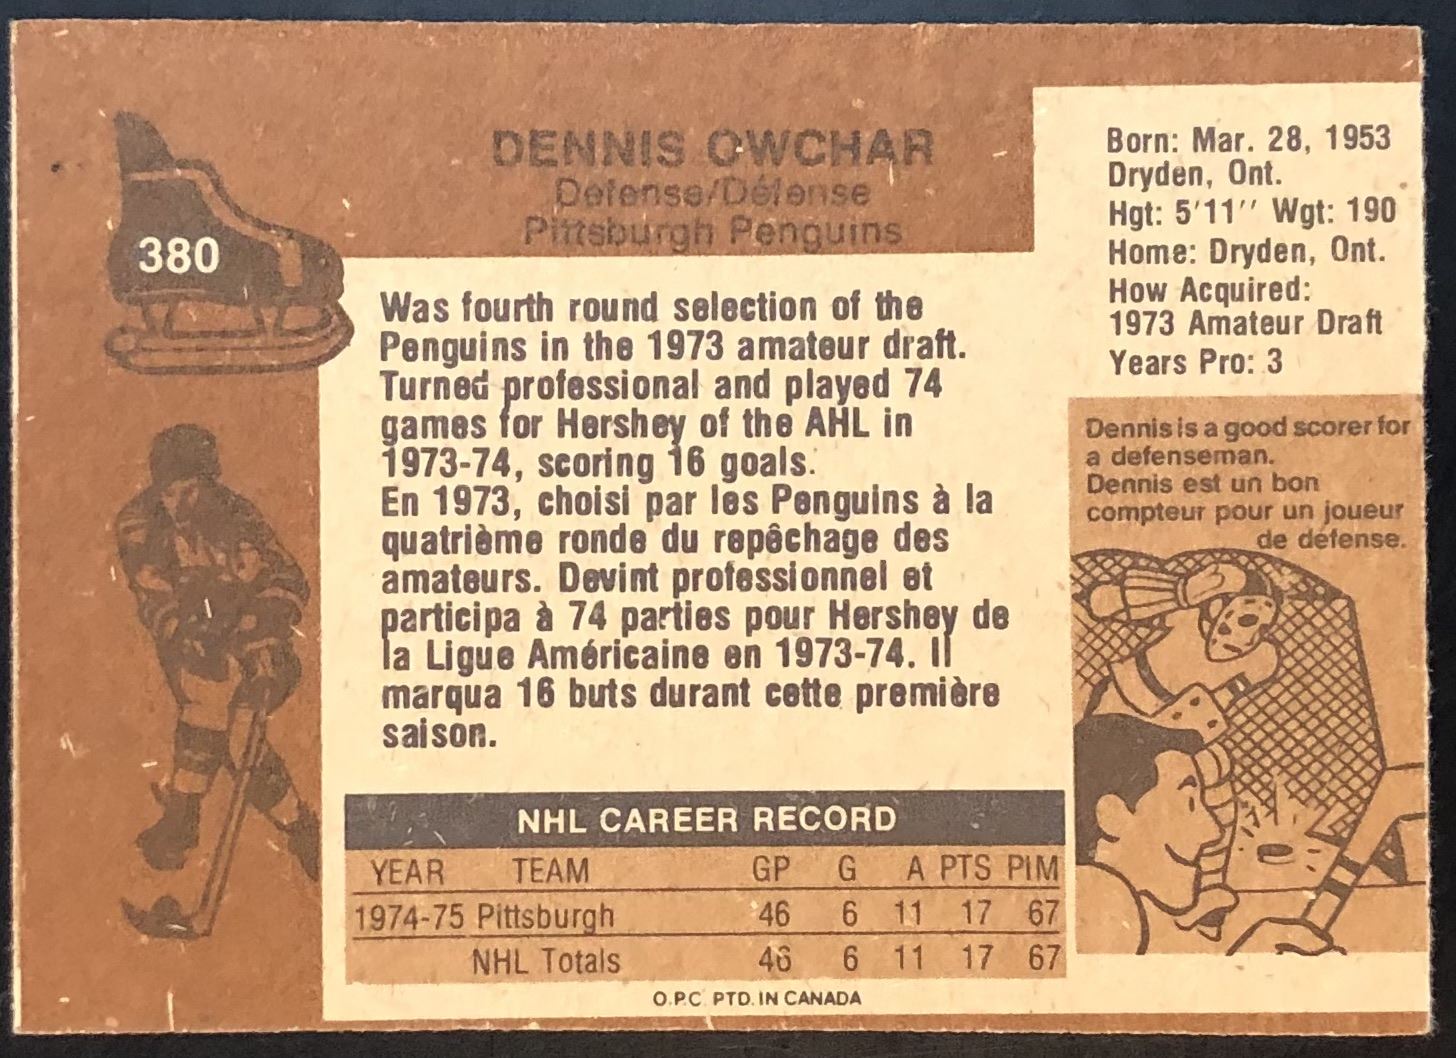 380
DENNIS OWCHAR
Defense/Défense
Pittsburgh Penguins
Born: Mar. 28, 1953
Dryden, Ont.
Hgt: 5'11'' Wgt: 190
Home: Dryden, Ont.
How Acquired:
1973 Amateur Draft
Years Pro: 3
Was fourth round selection of the
Penguins in the 1973 amateur draft.
Turned professional and played 74
games for Hershey of the AHL in
1973-74, scoring 16 goals.
En 1973, choisi par les Penguins à la
quatrième ronde du repêchage des
amateurs. Devint professionnel et
participa à 74 parties pour Hershey de
la Ligue Américaine en 1973-74. Il
marqua 16 buts durant cette première
saison.
Dennis is a good scorer for
a defenseman.
Dennis est un bon
compteur pour un joueur
de défense.
NHL CAREER RECORD
YEAR TEAM GP G A PTS PIM
1974-75 Pittsburgh 46 6 11 17 67
NHL Totals 46 6 11 17 67
O.P.C. PTD. IN CANADA